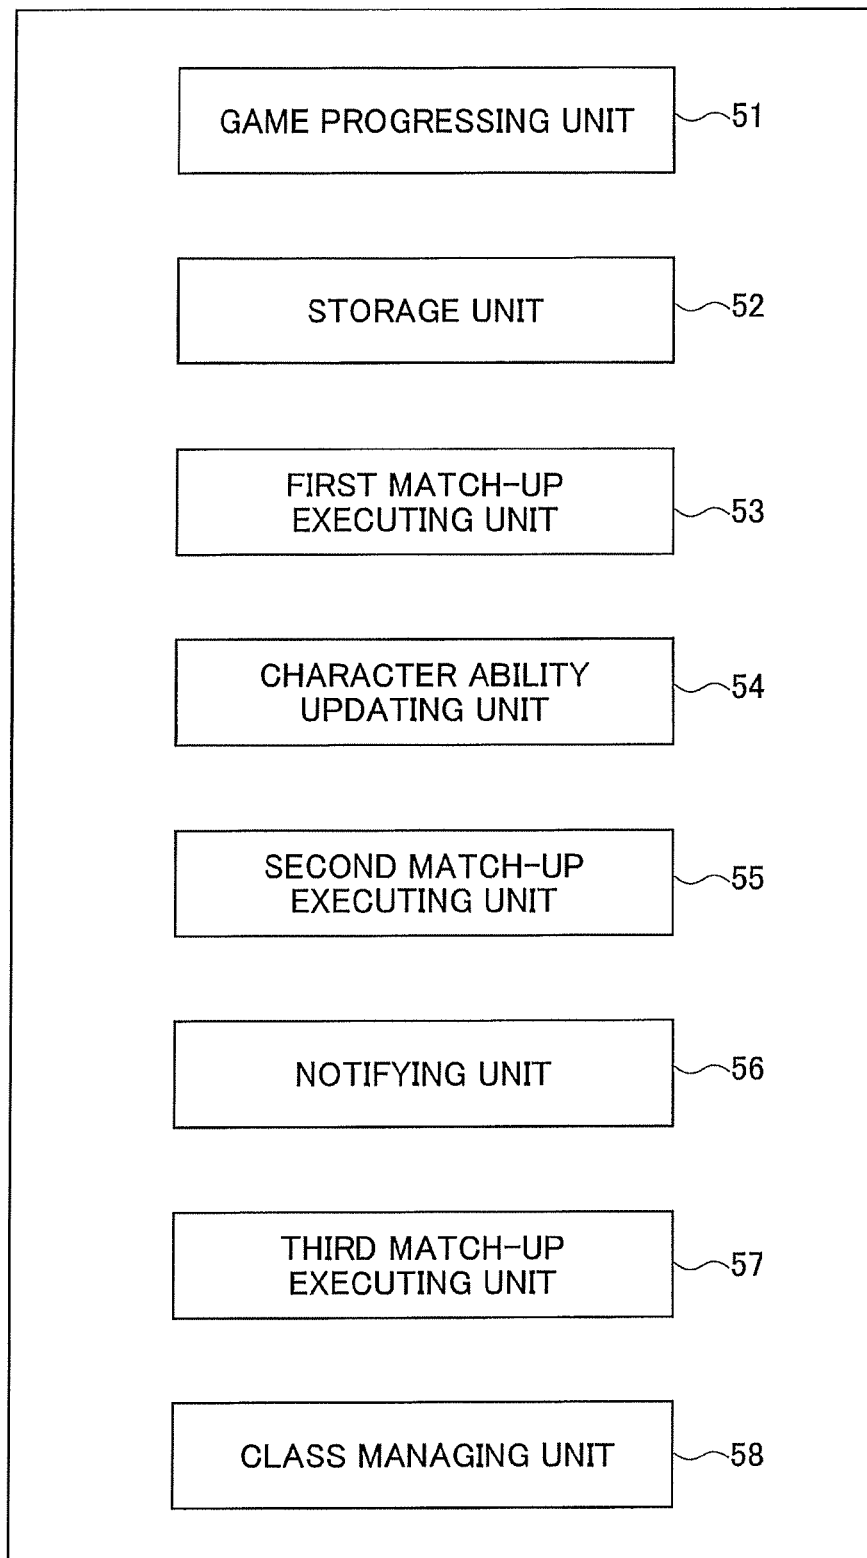 GAME PROGRESSING UNIT
51
STORAGE UNIT
52
FIRST MATCH-UP
EXECUTING UNIT
53
CHARACTER ABILITY
UPDATING UNIT
54
SECOND MATCH-UP
EXECUTING UNIT
55
NOTIFYING UNIT
56
THIRD MATCH-UP
EXECUTING UNIT
57
CLASS MANAGING UNIT
58